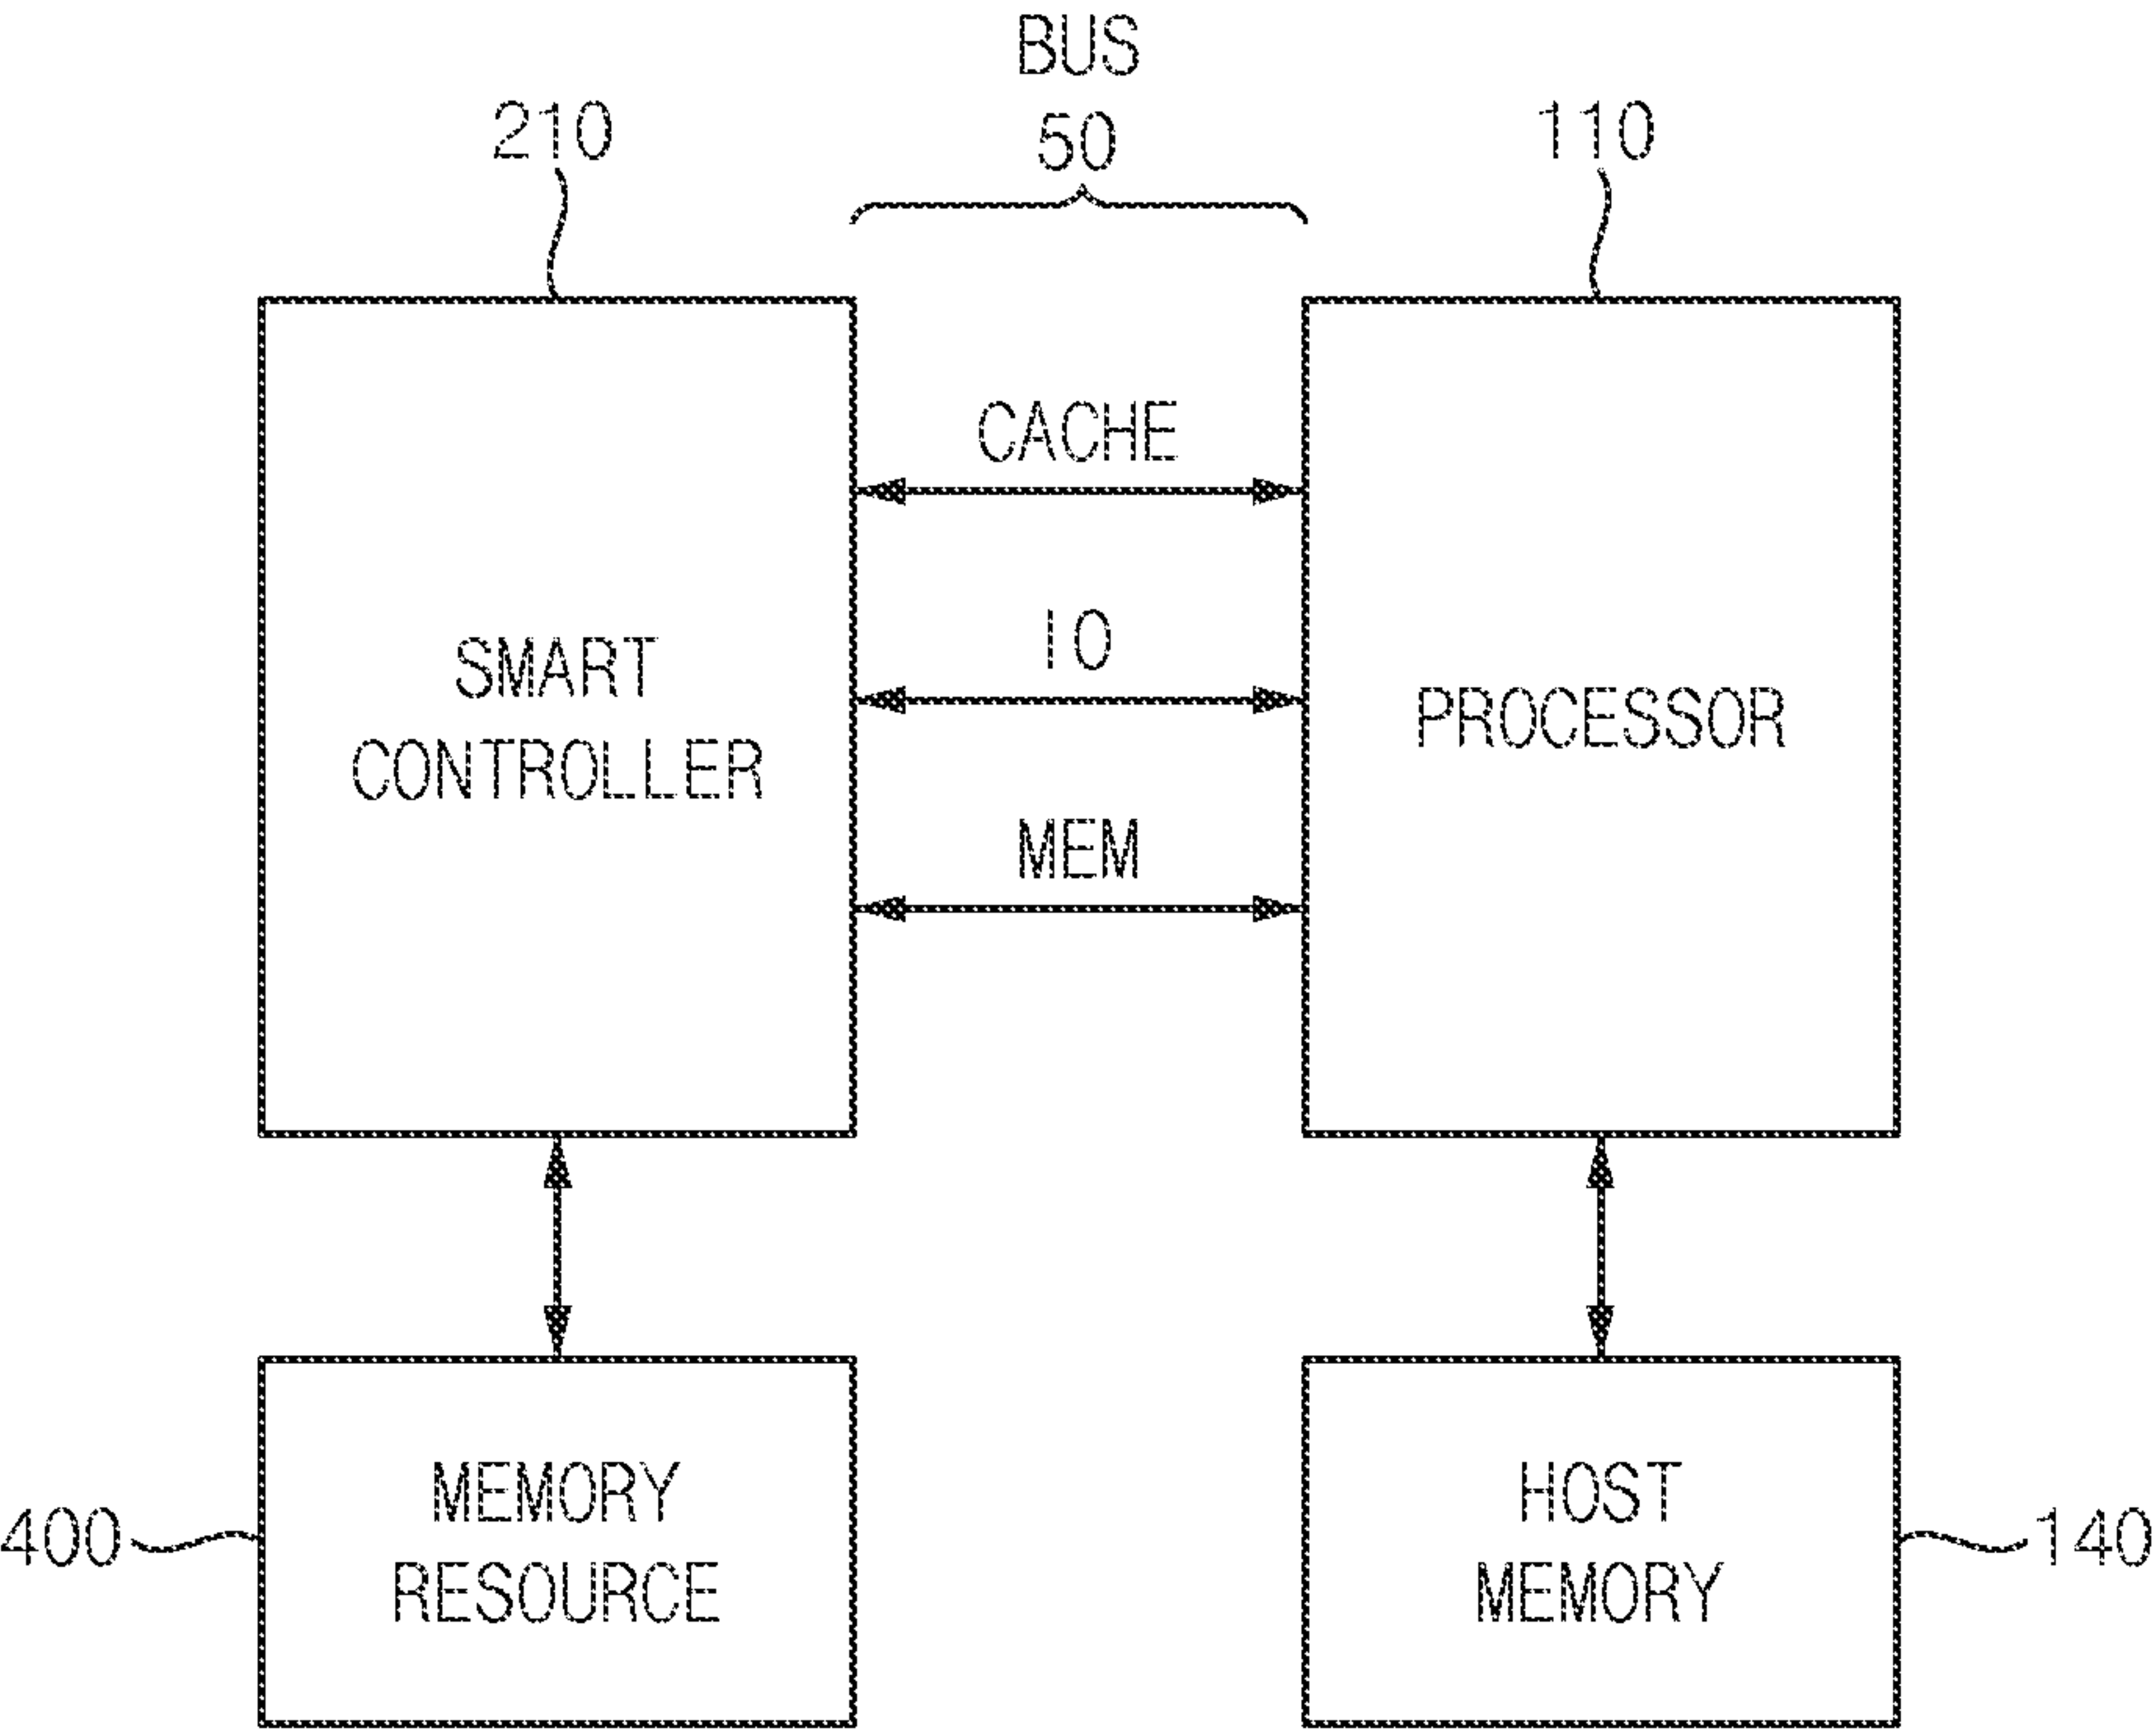 BUS
210
50
110
CACHE
IO
MEM
SMART
CONTROLLER
PROCESSOR
MEMORY
RESOURCE
HOST
MEMORY
400
140